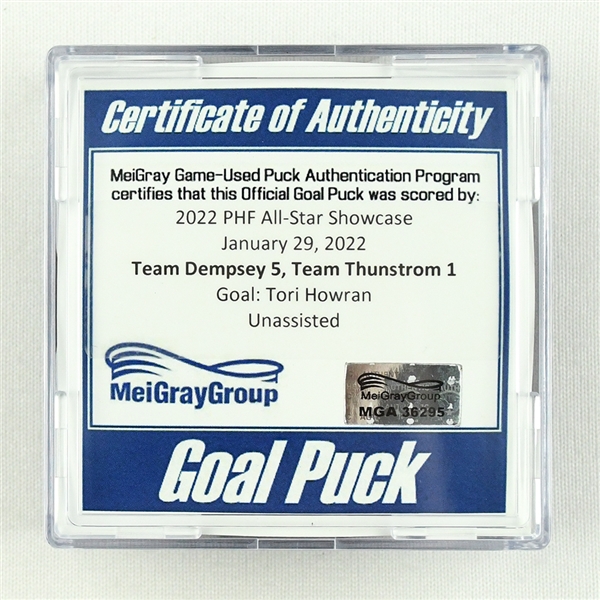 Certificate of Authenticity
MeiGray Game-Used Puck Authentication Program
certifies that this Official Goal Puck was scored by:
2022 PHF All-Star Showcase
January 29, 2022
Team Dempsey 5, Team Thunstrom 1
Goal: Tori Howran
Unassisted
MeiGrayGroup
MeiGrayGroup
MGA 36295
Goal Puck